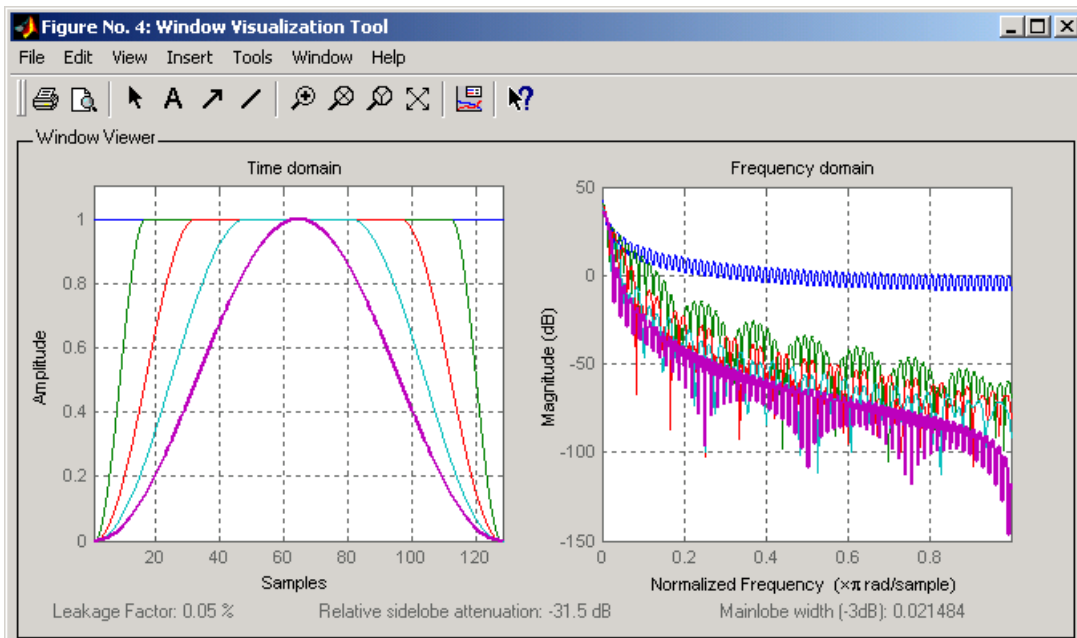 Figure No. 4: Window Visualization Tool
File Edit View Insert Tools Window Help
A
?
Window Viewer
Time domain
Frequency domain
1
0.8
0.6
0.4
0.2
0
Amplitude
20 40 60 80 100 120
Samples
50
0
-50
-100
-150
Magnitude (dB)
0 0.2 0.4 0.6 0.8
Normalized Frequency (×π rad/sample)
Leakage Factor: 0.05 %
Relative sidelobe attenuation: -31.5 dB
Mainlobe width (-3dB): 0.021484